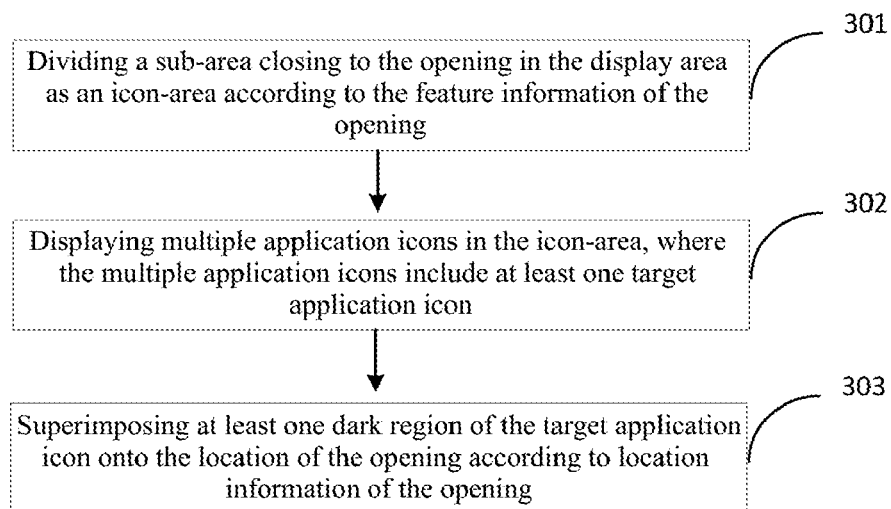 301
Dividing a sub-area closing to the opening in the display area
as an icon-area according to the feature information of the
opening
302
Displaying multiple application icons in the icon-area, where
the multiple application icons include at least one target
application icon
303
Superimposing at least one dark region of the target application
icon onto the location of the opening according to location
information of the opening